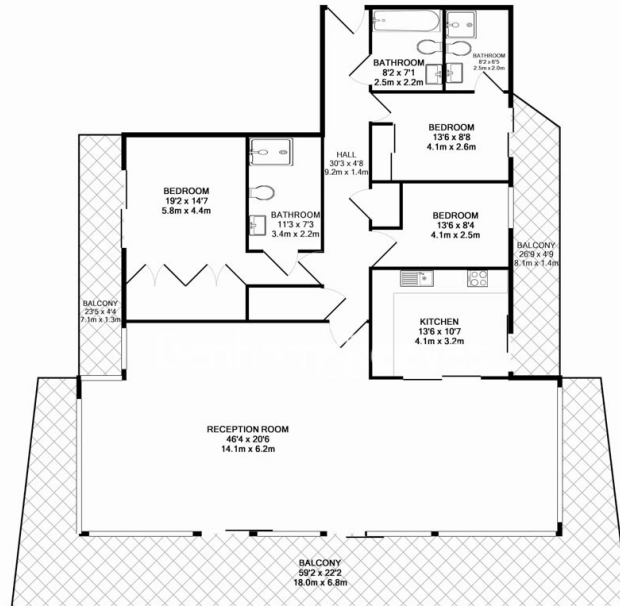 BATHROOM
8'2 x 7'1
2.5m x 2.2m
BATHROOM
8'2 x 6'5
2.5m x 2.0m
BEDROOM
13'6 x 8'8
4.1m x 2.6m
HALL
30'3 x 4'8
9.2m x 1.4m
BEDROOM
19'2 x 14'7
5.8m x 4.4m
BATHROOM
11'3 x 7'3
3.4m x 2.2m
BEDROOM
13'6 x 8'4
4.1m x 2.5m
BALCONY
26'9 x 4'9
8.1m x 1.4m
BALCONY
23'5 x 4'4
7.1m x 1.3m
KITCHEN
13'6 x 10'7
4.1m x 3.2m
RECEPTION ROOM
46'4 x 20'6
14.1m x 6.2m
BALCONY
59'2 x 22'2
18.0m x 6.8m